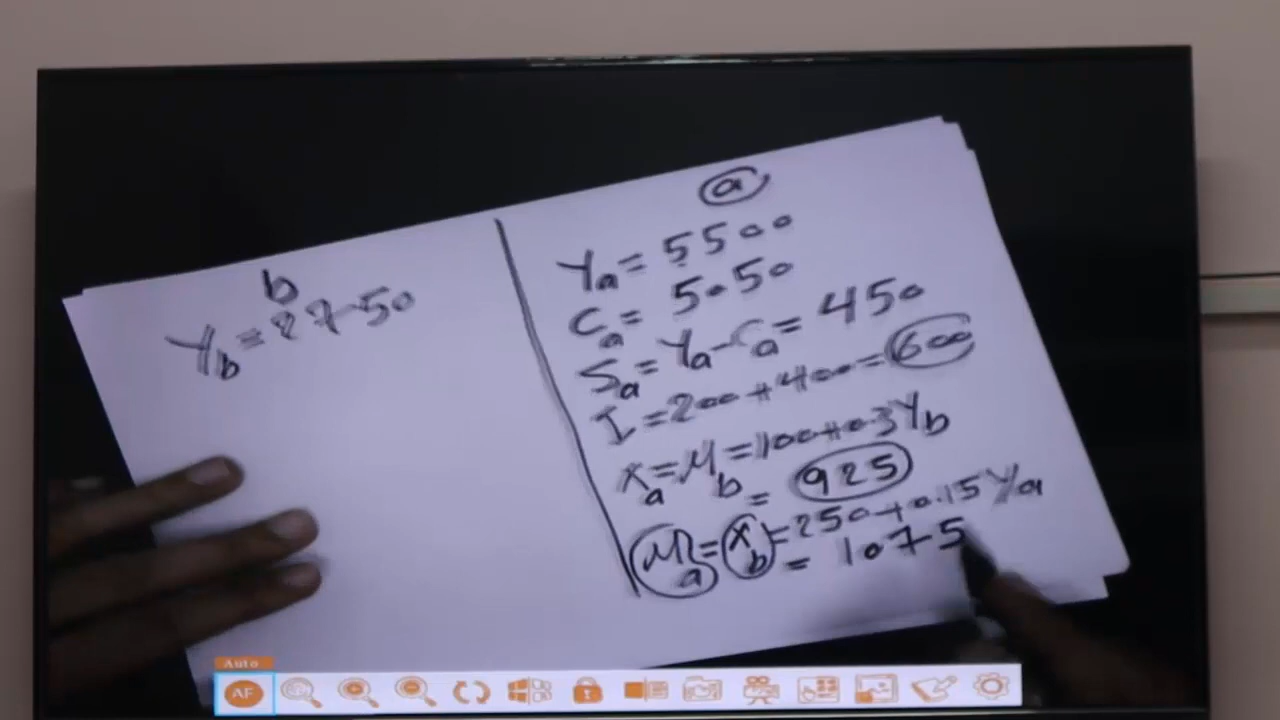 b
Yb = 2750
a
Ya = 5500
Ca = 5050
Sa = Ya - Ca = 450
I = 200 + 400 = 600
Xa = Mb = 100 + 0.3Yb
= 925
Ma = Xb = 250 + 0.15Ya
= 1075
Auto
AF